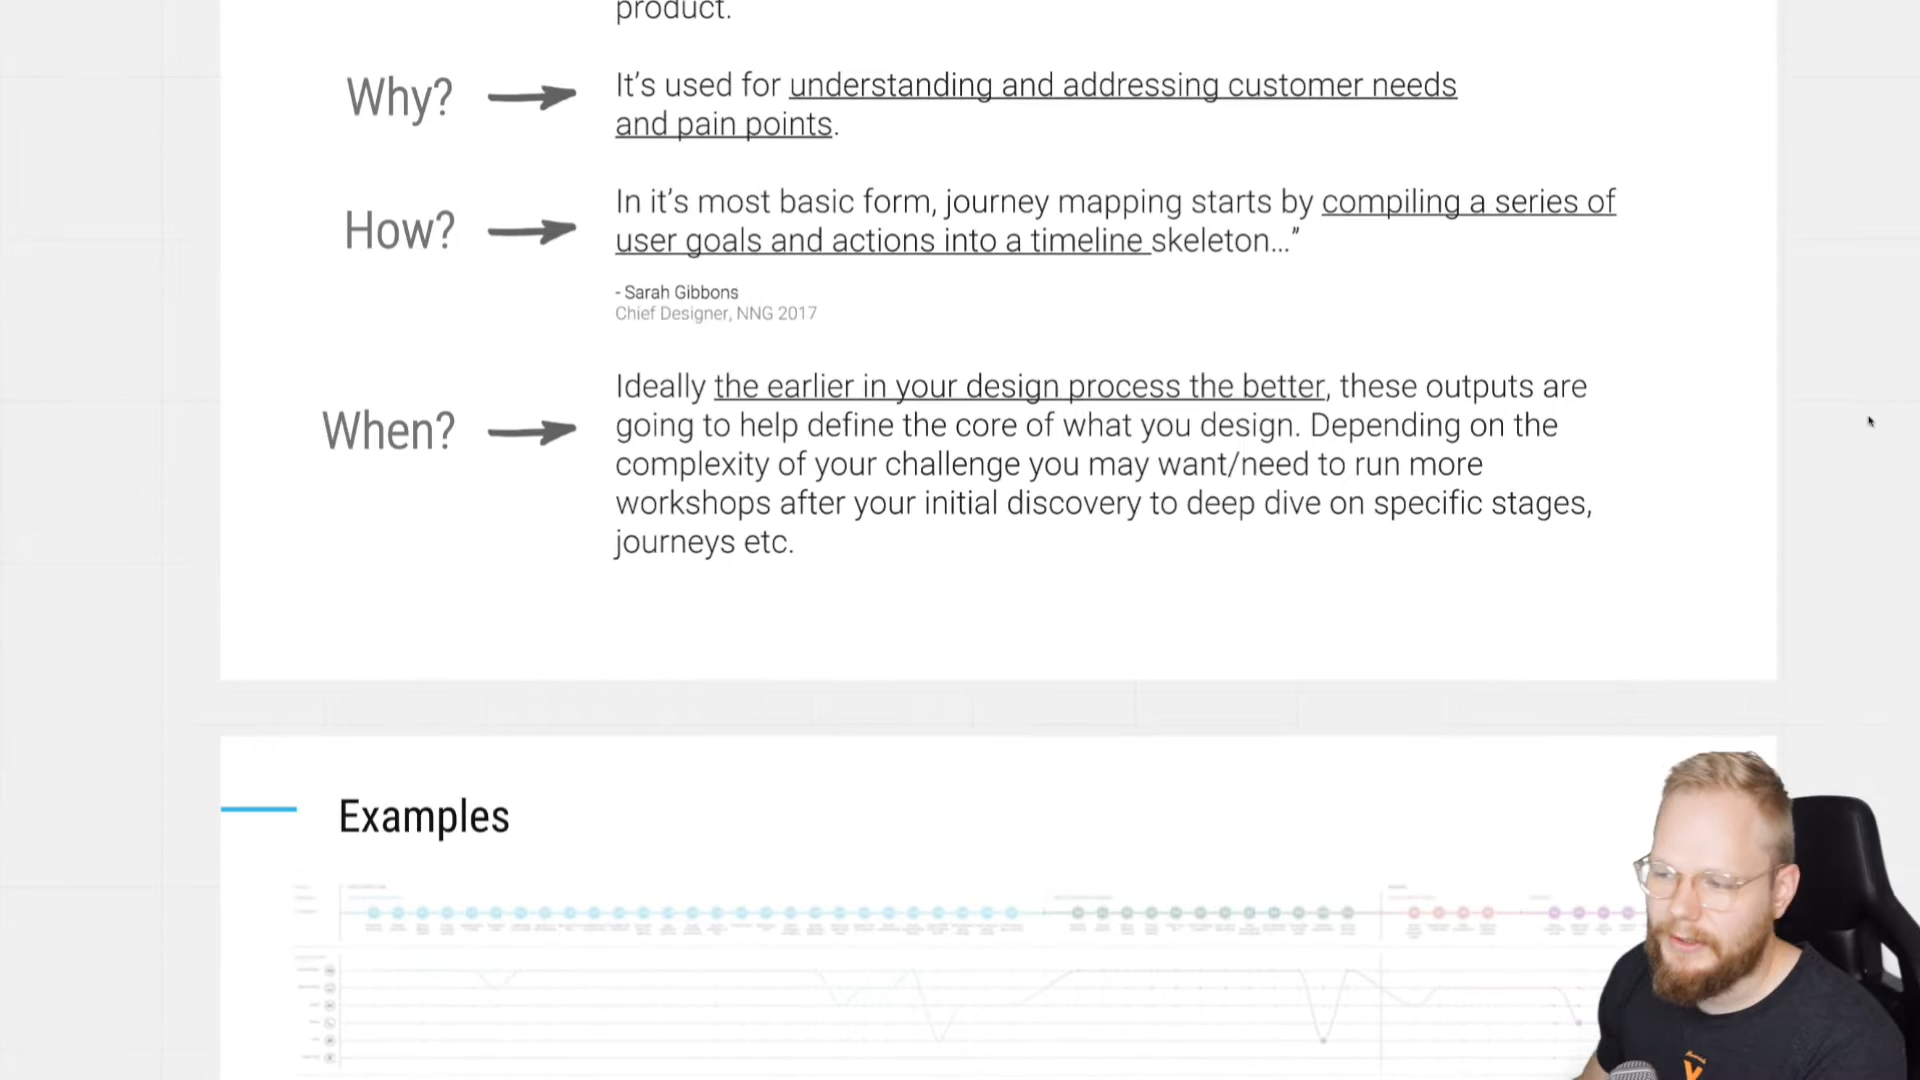 product.
Why?
It's used for understanding and addressing customer needs
and pain points.
How?
In it's most basic form, journey mapping starts by compiling a series of
user goals and actions into a timeline skeleton...”
- Sarah Gibbons
Chief Designer, NNG 2017
When?
Ideally the earlier in your design process the better, these outputs are
going to help define the core of what you design. Depending on the
complexity of your challenge you may want/need to run more
workshops after your initial discovery to deep dive on specific stages,
journeys etc.
Examples